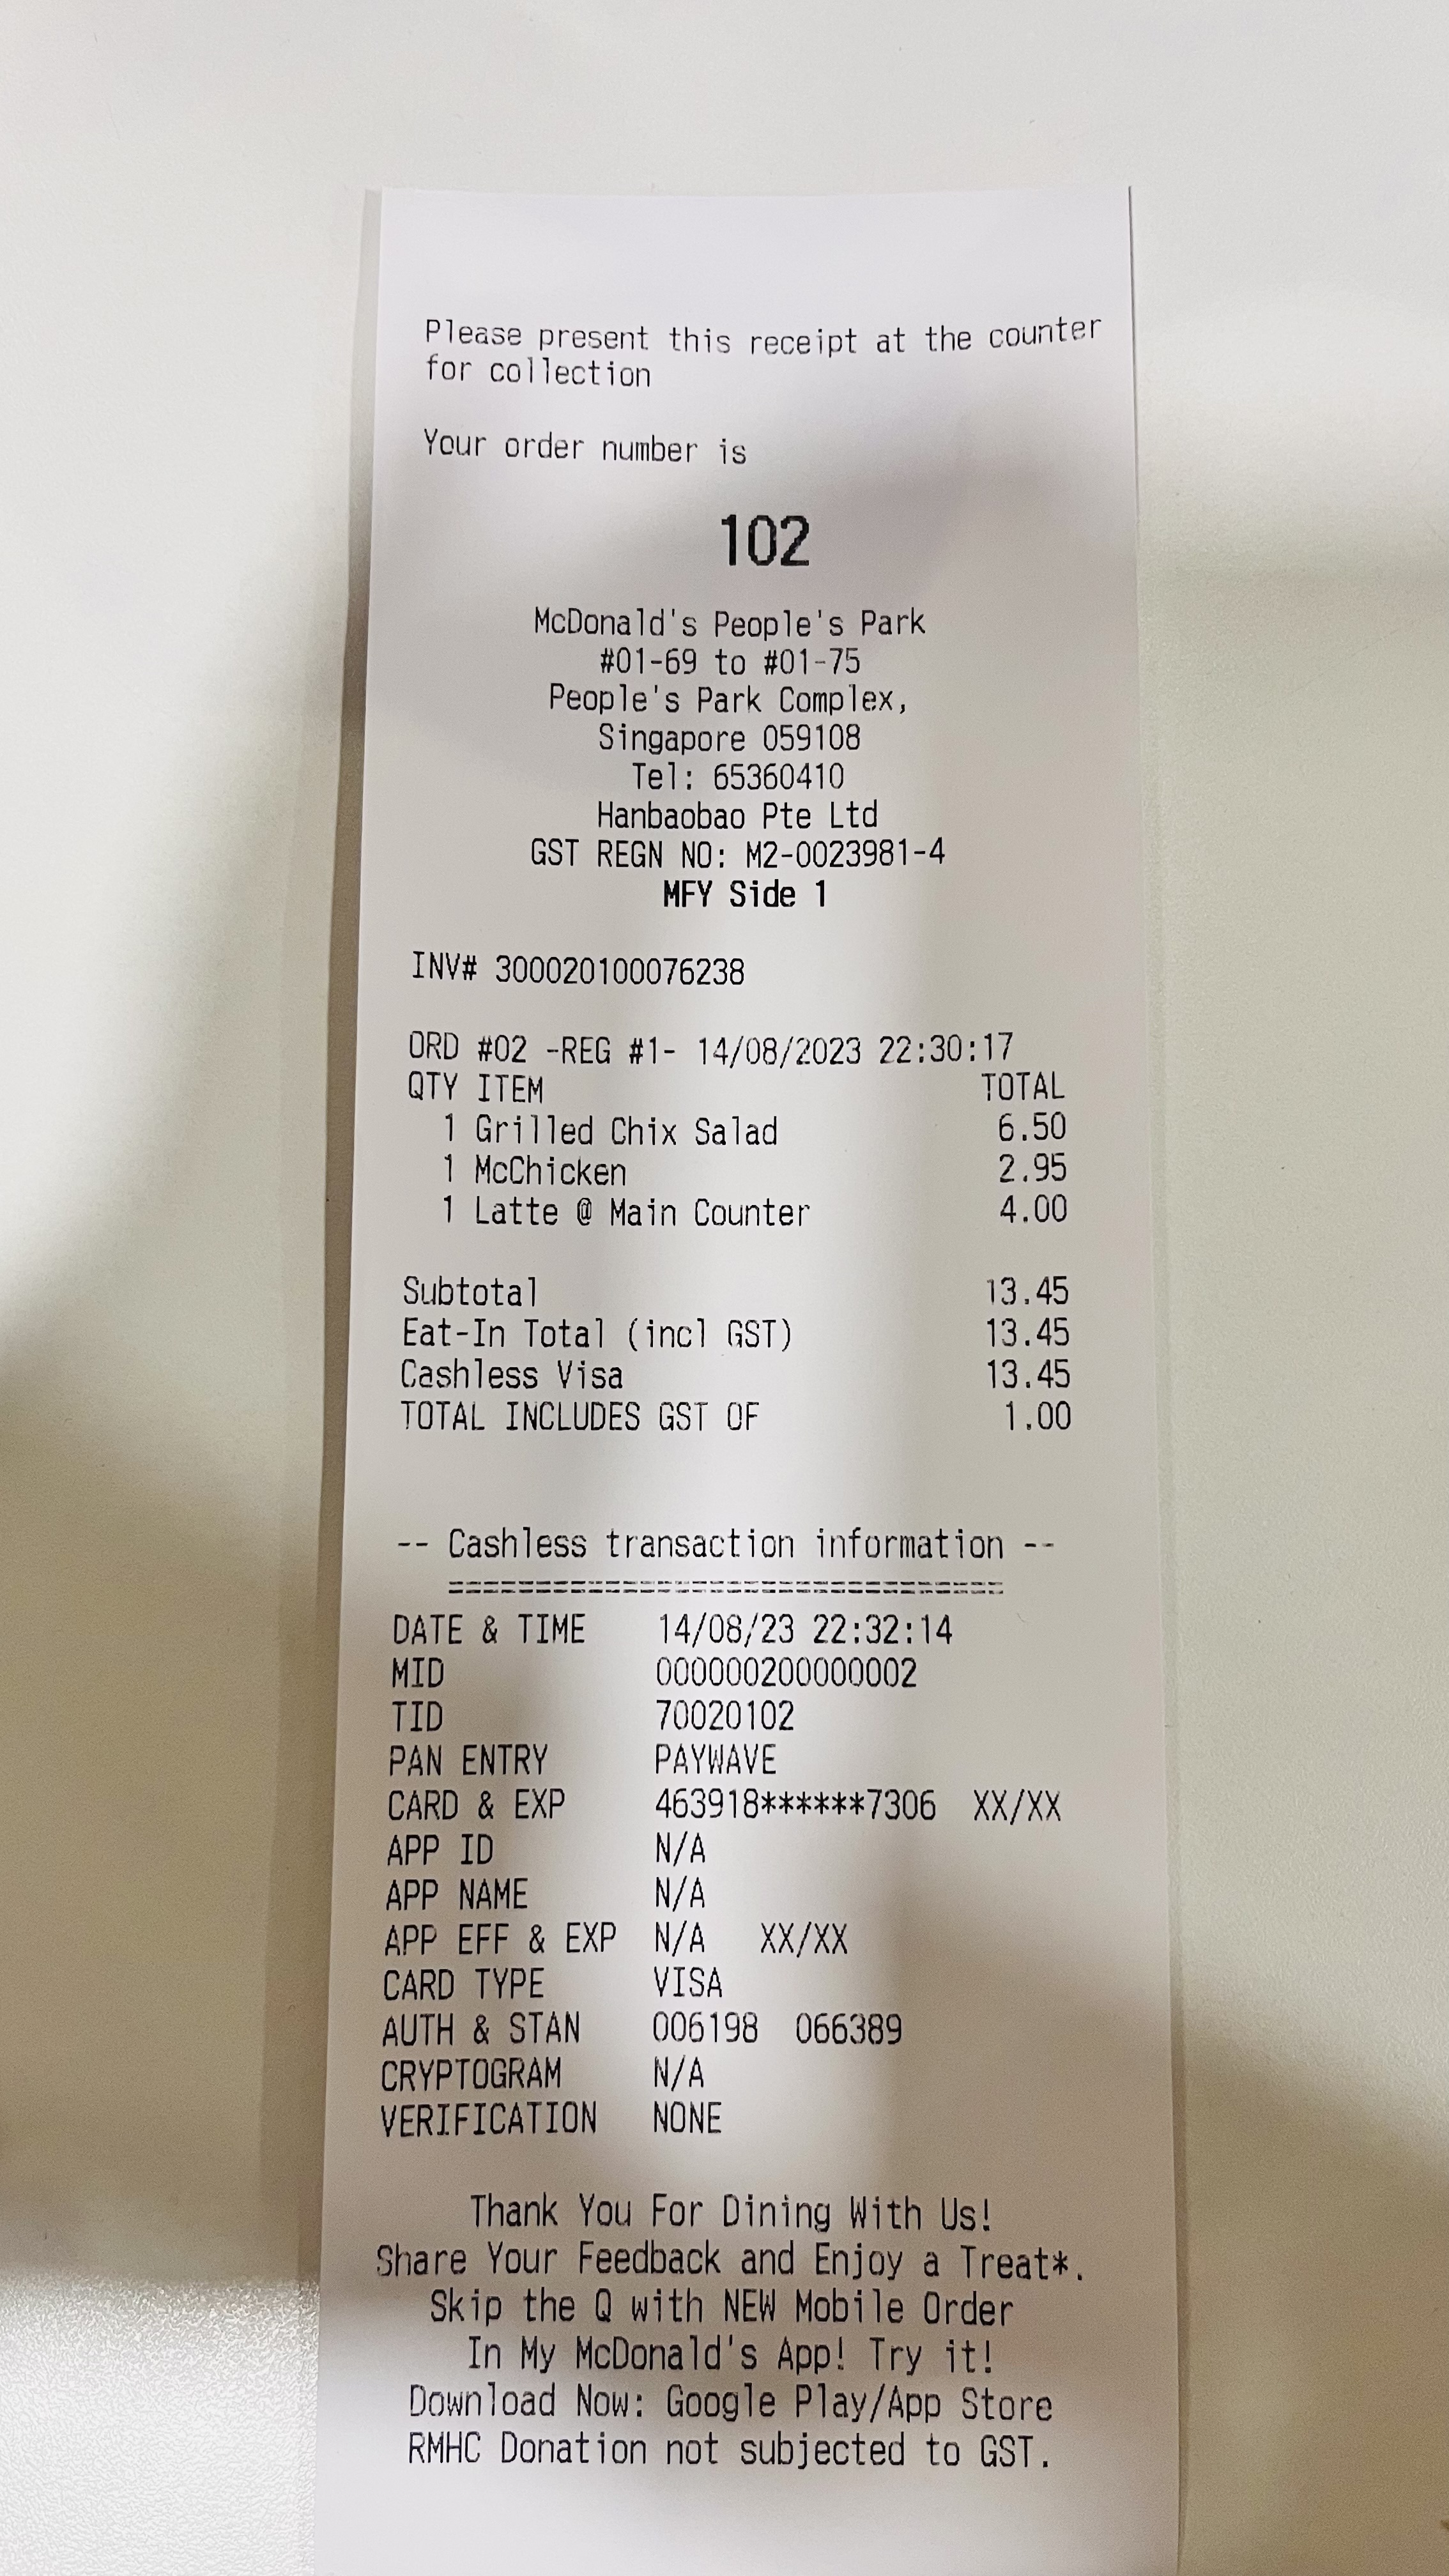 Please present this receipt at the counter
for collection
Your order number is
102
McDonald's People's Park
#01-69 to #01-75
People's Park Complex,
Singapore 059108
Tel: 65360410
Hanbaobao Pte Ltd
GST REGN NO: M2-0023981-4
MFY Side 1
INV# 300020100076238
ORD #02 -REG #1- 14/08/2023 22:30:17
QTY ITEM TOTAL
1 Grilled Chix Salad 6.50
1 McChicken 2.95
1 Latte @ Main Counter 4.00
Subtotal 13.45
Eat-In Total (incl GST) 13.45
Cashless Visa 13.45
TOTAL INCLUDES GST OF 1.00
-- Cashless transaction information --
===============================
DATE & TIME 14/08/23 22:32:14
MID 000000200000002
TID 70020102
PAN ENTRY PAYWAVE
CARD & EXP 463918******7306 XX/XX
APP ID N/A
APP NAME N/A
APP EFF & EXP N/A XX/XX
CARD TYPE VISA
AUTH & STAN 006198 066389
CRYPTOGRAM N/A
VERIFICATION NONE
Thank You For Dining With Us!
Share Your Feedback and Enjoy a Treat*.
Skip the Q with NEW Mobile Order
In My McDonald's App! Try it!
Download Now: Google Play/App Store
RMHC Donation not subjected to GST.